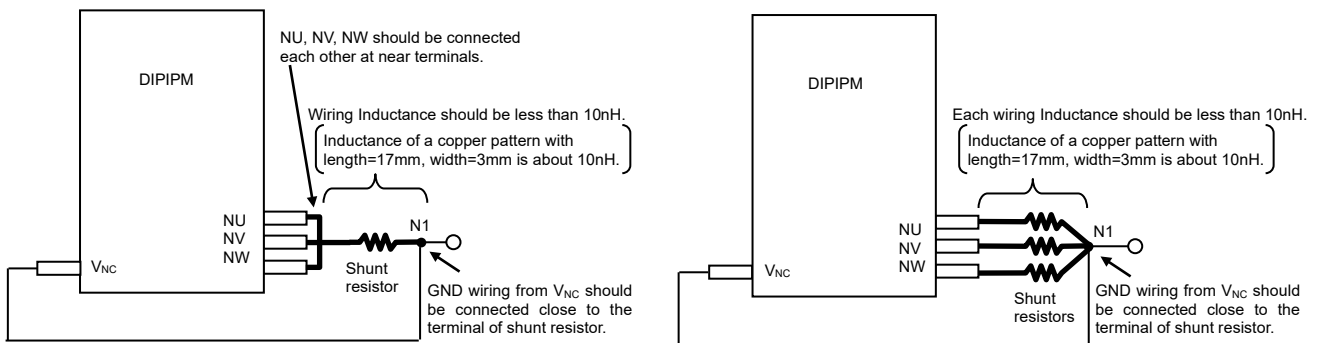 NU, NV, NW should be connected
each other at near terminals.
DIPIPM
Wiring Inductance should be less than 10nH.
Inductance of a copper pattern with
length=17mm, width=3mm is about 10nH.
NU
NV
NW
N1
VNC
Shunt
resistor
GND wiring from VNC should
be connected close to the
terminal of shunt resistor.
DIPIPM
Each wiring Inductance should be less than 10nH.
Inductance of a copper pattern with
length=17mm, width=3mm is about 10nH.
NU
NV
NW
N1
VNC
Shunt
resistors
GND wiring from VNC should
be connected close to the
terminal of shunt resistor.